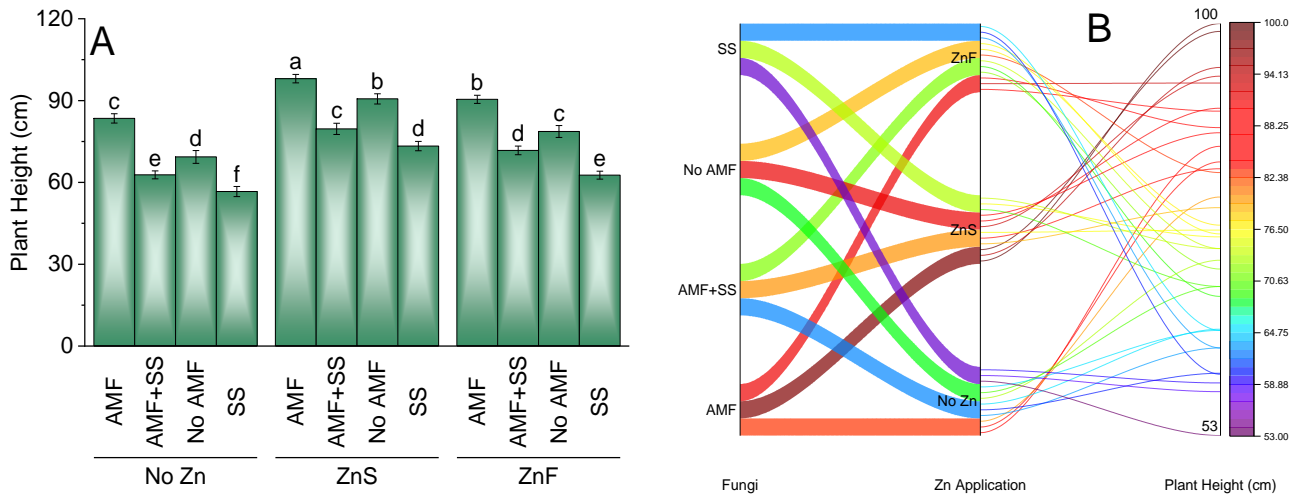 A
Plant Height (cm)
120
90
60
30
0
c
e
d
f
a
c
b
d
b
d
c
e
AMF
AMF+SS
No AMF
SS
AMF
AMF+SS
No AMF
SS
AMF
AMF+SS
No AMF
SS
No Zn
ZnS
ZnF
B
SS
No AMF
AMF+SS
AMF
ZnF
ZnS
No Zn
100
53
100.0
94.13
88.25
82.38
76.50
70.63
64.75
58.88
53.00
Fungi
Zn Application
Plant Height (cm)